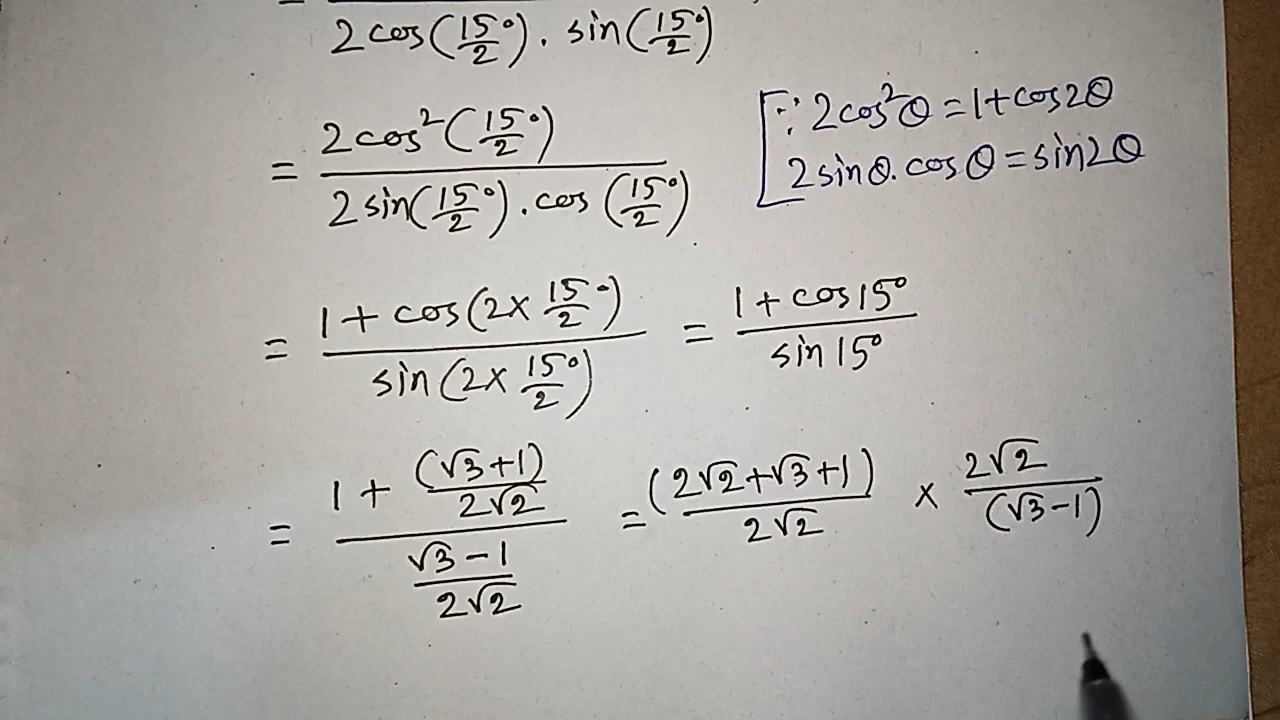 =
2cos(15°/2). sin(15°/2)
= 2cos²(15°/2) / 2sin(15°/2).cos(15°/2) [∵ 2cos²θ=1+cos2θ
2sinθ.cosθ=sin2θ
= 1+cos(2×15°/2) / sin(2×15°/2) = 1+cos15° / sin15°
= 1+(√3+1)/2√2 / √3-1/2√2 = (2√2+√3+1)/2√2 × 2√2/(√3-1)